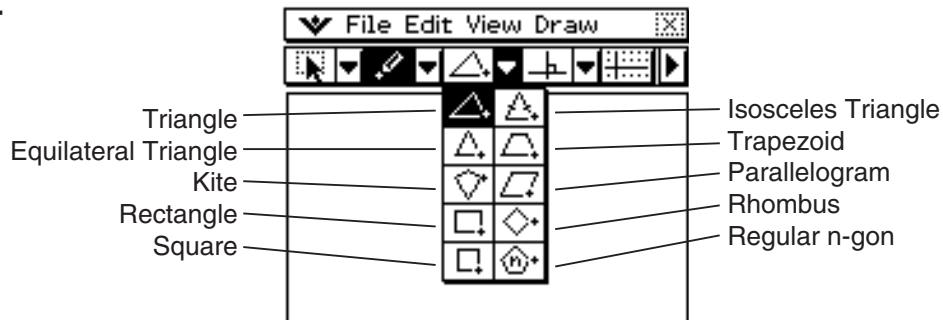 File Edit View Draw
Triangle
Equilateral Triangle
Kite
Rectangle
Square
Isosceles Triangle
Trapezoid
Parallelogram
Rhombus
Regular n-gon
n